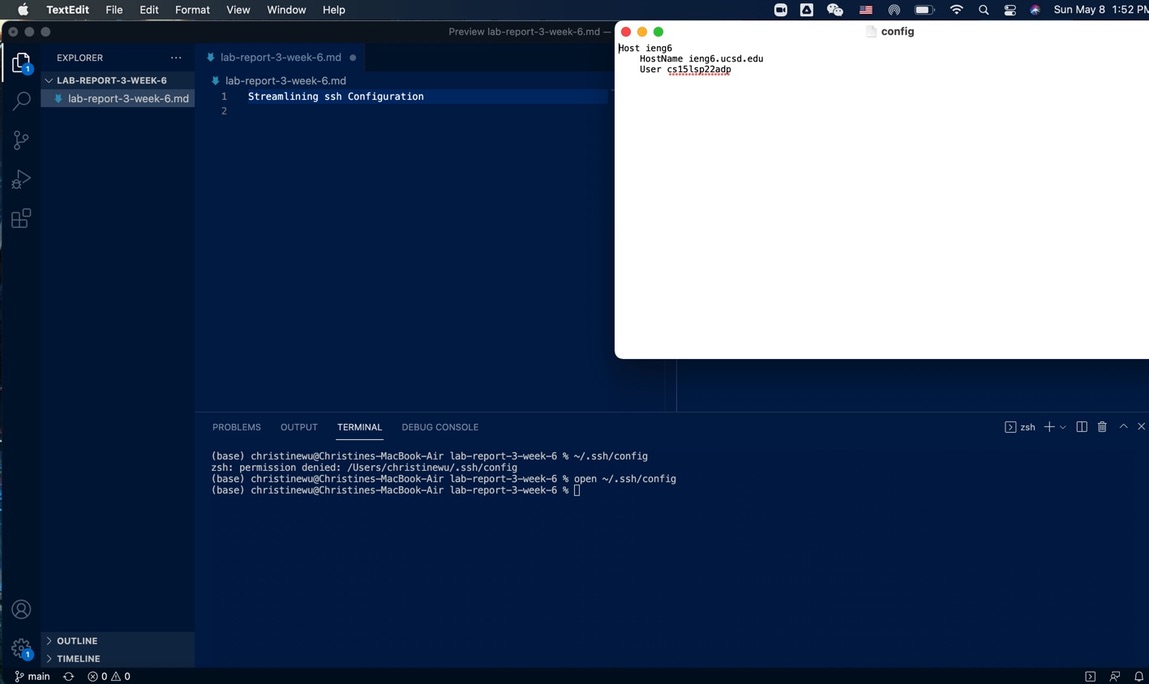 TextEdit File Edit Format View Window Help Sun May 8 1:52 PM
Preview lab-report-3-week-6.md —
config
EXPLORER
LAB-REPORT-3-WEEK-6
lab-report-3-week-6.md
lab-report-3-week-6.md
lab-report-3-week-6.md
1 Streamlining ssh Configuration
2
Host ieng6
HostName ieng6.ucsd.edu
User cs15lsp22adp
PROBLEMS OUTPUT TERMINAL DEBUG CONSOLE
zsh
(base) christinewu@Christines-MacBook-Air lab-report-3-week-6 % ~/.ssh/config
zsh: permission denied: /Users/christinewu/.ssh/config
(base) christinewu@Christines-MacBook-Air lab-report-3-week-6 % open ~/.ssh/config
(base) christinewu@Christines-MacBook-Air lab-report-3-week-6 %
1
1
OUTLINE
TIMELINE
main 0 0